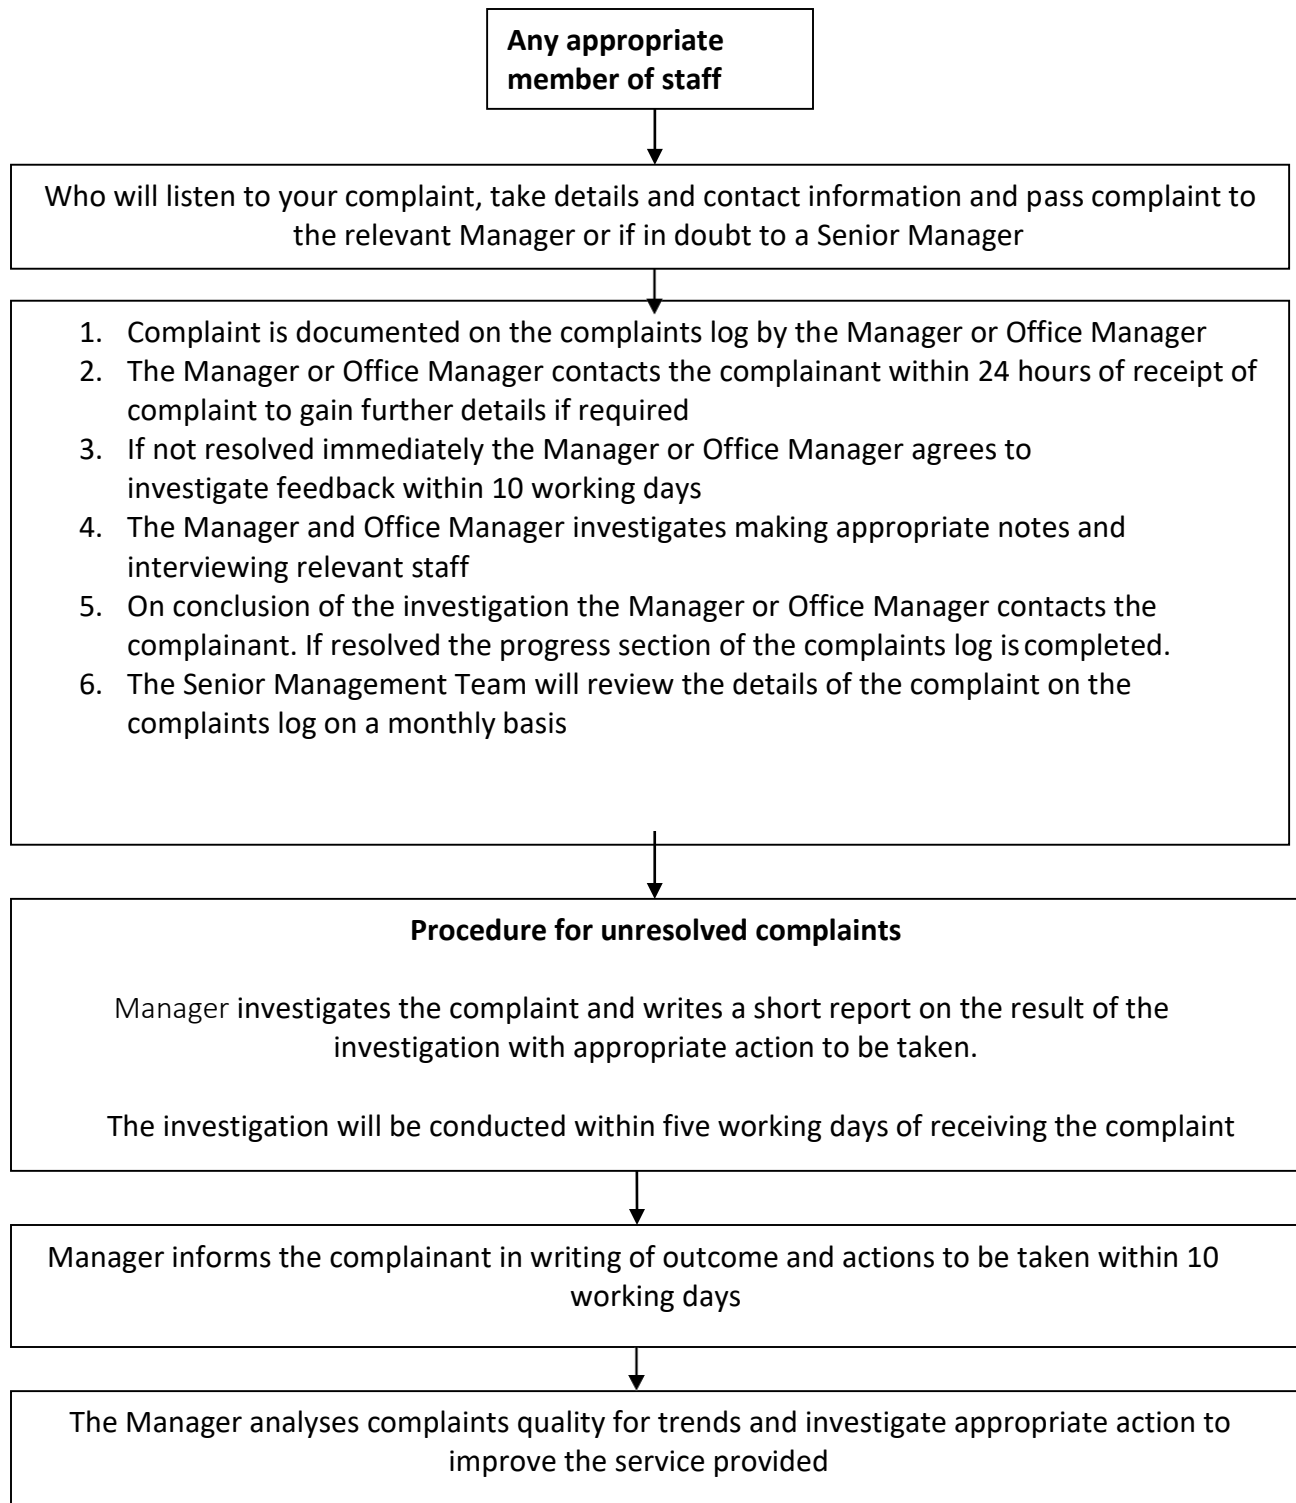 Any appropriate
member of staff
Who will listen to your complaint, take details and contact information and pass complaint to
the relevant Manager or if in doubt to a Senior Manager
1. Complaint is documented on the complaints log by the Manager or Office Manager
2. The Manager or Office Manager contacts the complainant within 24 hours of receipt of
complaint to gain further details if required
3. If not resolved immediately the Manager or Office Manager agrees to
investigate feedback within 10 working days
4. The Manager and Office Manager investigates making appropriate notes and
interviewing relevant staff
5. On conclusion of the investigation the Manager or Office Manager contacts the
complainant. If resolved the progress section of the complaints log is completed.
6. The Senior Management Team will review the details of the complaint on the
complaints log on a monthly basis
Procedure for unresolved complaints
Manager investigates the complaint and writes a short report on the result of the
investigation with appropriate action to be taken.
The investigation will be conducted within five working days of receiving the complaint
Manager informs the complainant in writing of outcome and actions to be taken within 10
working days
The Manager analyses complaints quality for trends and investigate appropriate action to
improve the service provided